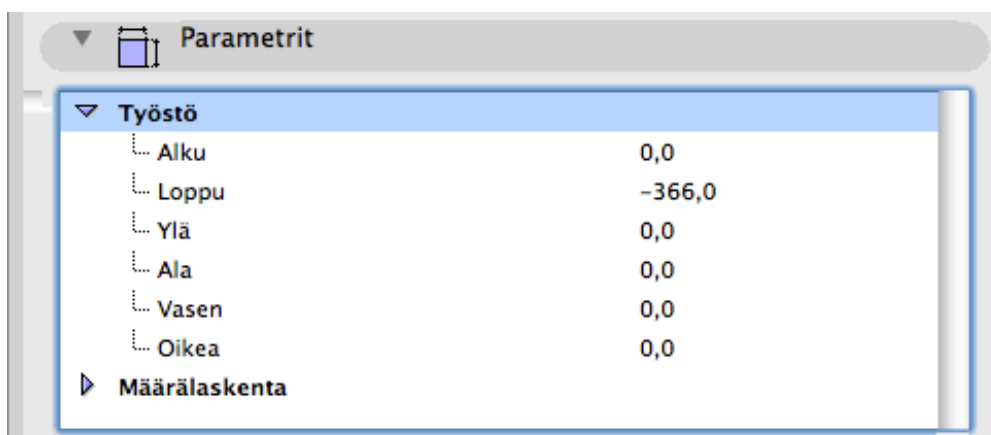 Parametrit
Työstö
Alku 0,0
Loppu -366,0
Ylä 0,0
Ala 0,0
Vasen 0,0
Oikea 0,0
Määrälaskenta